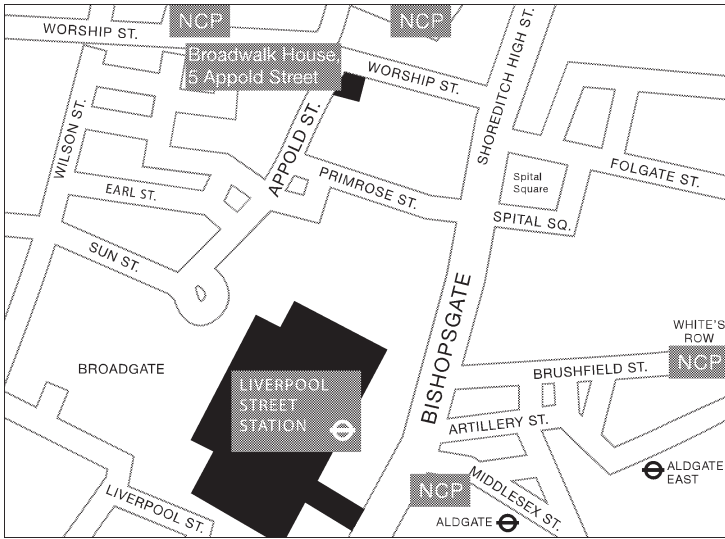 NCP
NCP
WORSHIP ST.
Broadwalk House,
5 Appold Street
WORSHIP ST.
SHOREDITCH HIGH ST.
WILSON ST.
APPOLD ST.
EARL ST.
PRIMROSE ST.
Spital
Square
FOLGATE ST.
SPITAL SQ.
SUN ST.
BISHOPSGATE
BROADGATE
WHITE'S
ROW
NCP
BRUSHFIELD ST.
LIVERPOOL
STREET
STATION
ARTILLERY ST.
ALDGATE
EAST
LIVERPOOL ST.
NCP
MIDDLESEX ST.
ALDGATE